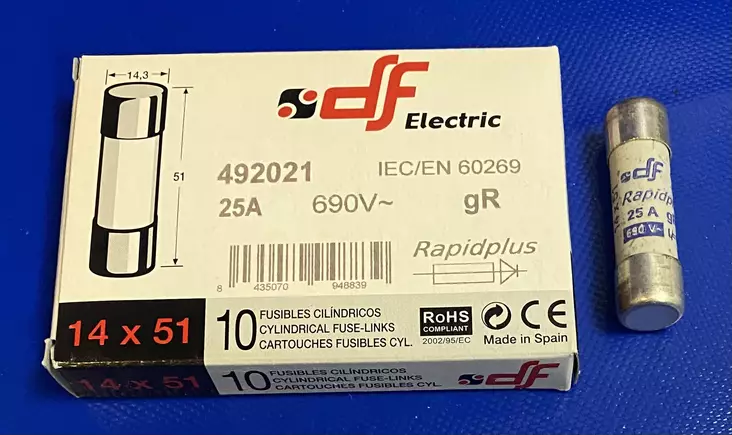 14,3
51
df
Electric
492021
IEC/EN 60269
25A
690V~
gR
Rapidplus
8 435070 948839
14 x 51
10
FUSIBLES CILÍNDRICOS
CYLINDRICAL FUSE-LINKS
CARTOUCHES FUSIBLES CYL.
RoHS
COMPLIANT
2002/95/EC
CE
Made in Spain
14 x 51
10
FUSIBLES CILÍNDRICOS
CYLINDRICAL FUSE-LINKS
CARTOUCHES FUSIBLES CYL.
df
df
Rapidplu
25 A
690 V~